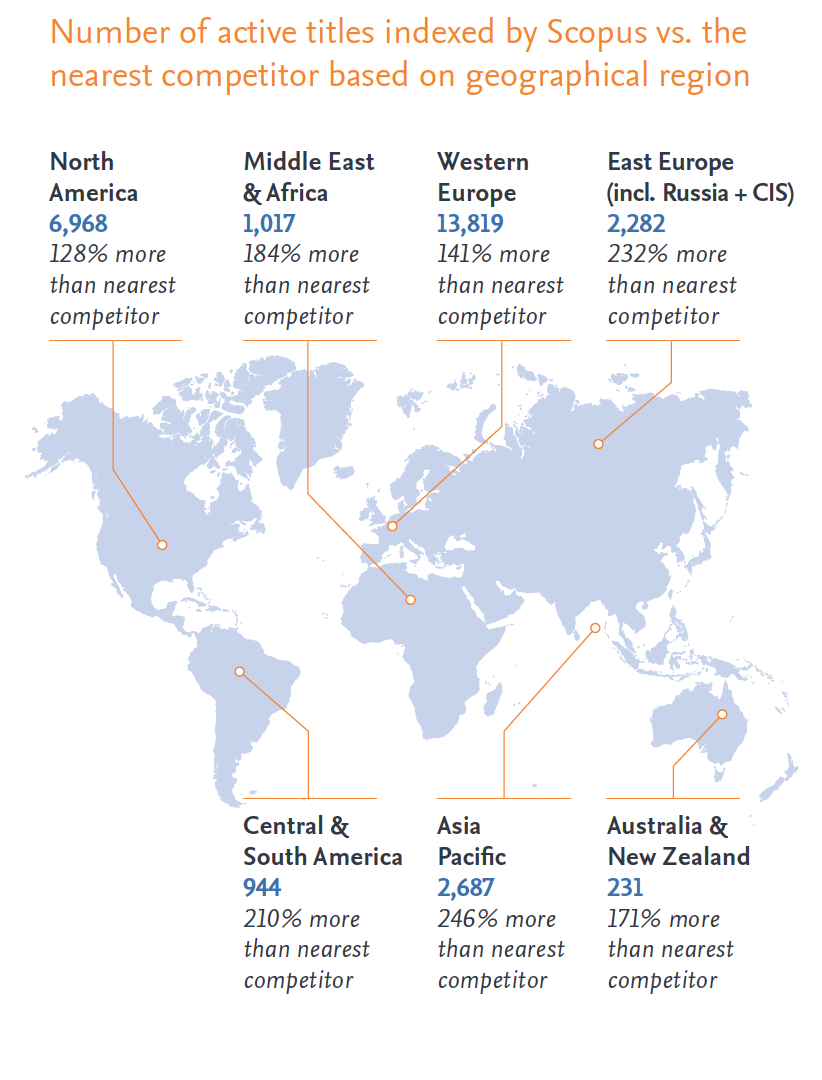 Number of active titles indexed by Scopus vs. the
nearest competitor based on geographical region
North
America
6,968
128% more
than nearest
competitor
Middle East
& Africa
1,017
184% more
than nearest
competitor
Western
Europe
13,819
141% more
than nearest
competitor
East Europe
(incl. Russia + CIS)
2,282
232% more
than nearest
competitor
Central &
South America
944
210% more
than nearest
competitor
Asia
Pacific
2,687
246% more
than nearest
competitor
Australia &
New Zealand
231
171% more
than nearest
competitor